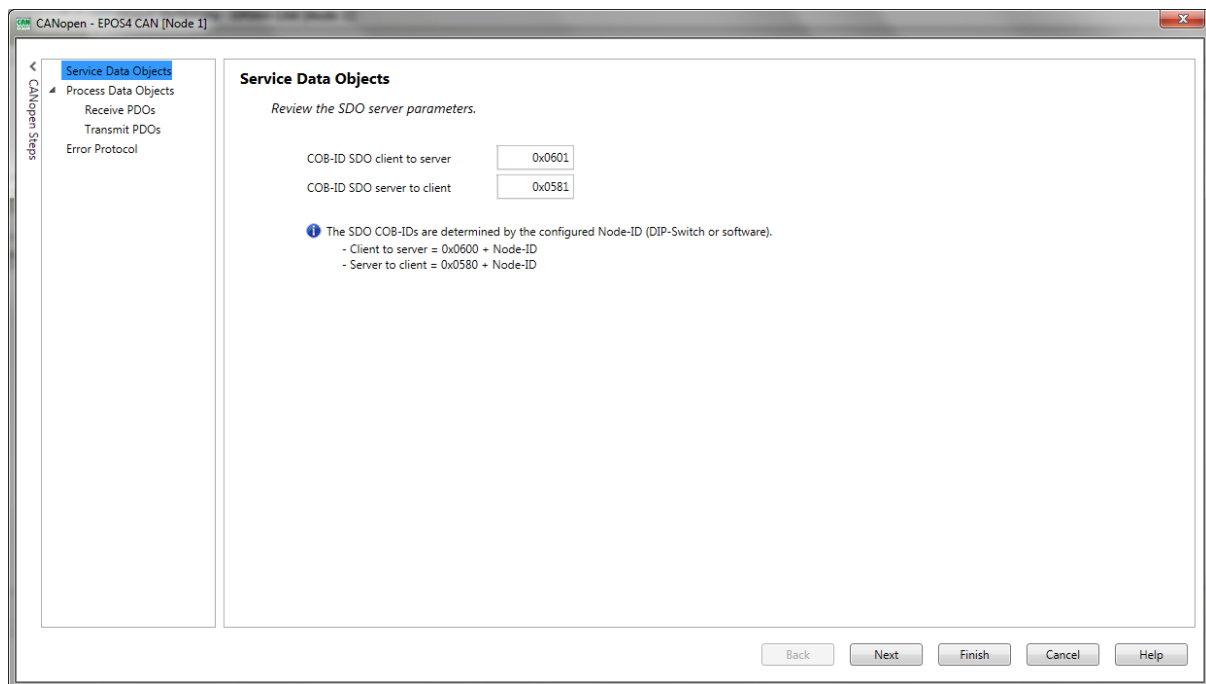 CANopen - EPOS4 CAN [Node 1]
CANopen Steps
Service Data Objects
Process Data Objects
Receive PDOs
Transmit PDOs
Error Protocol
Service Data Objects
Review the SDO server parameters.
COB-ID SDO client to server 0x0601
COB-ID SDO server to client 0x0581
The SDO COB-IDs are determined by the configured Node-ID (DIP-Switch or software).
- Client to server = 0x0600 + Node-ID
- Server to client = 0x0580 + Node-ID
Back Next Finish Cancel Help